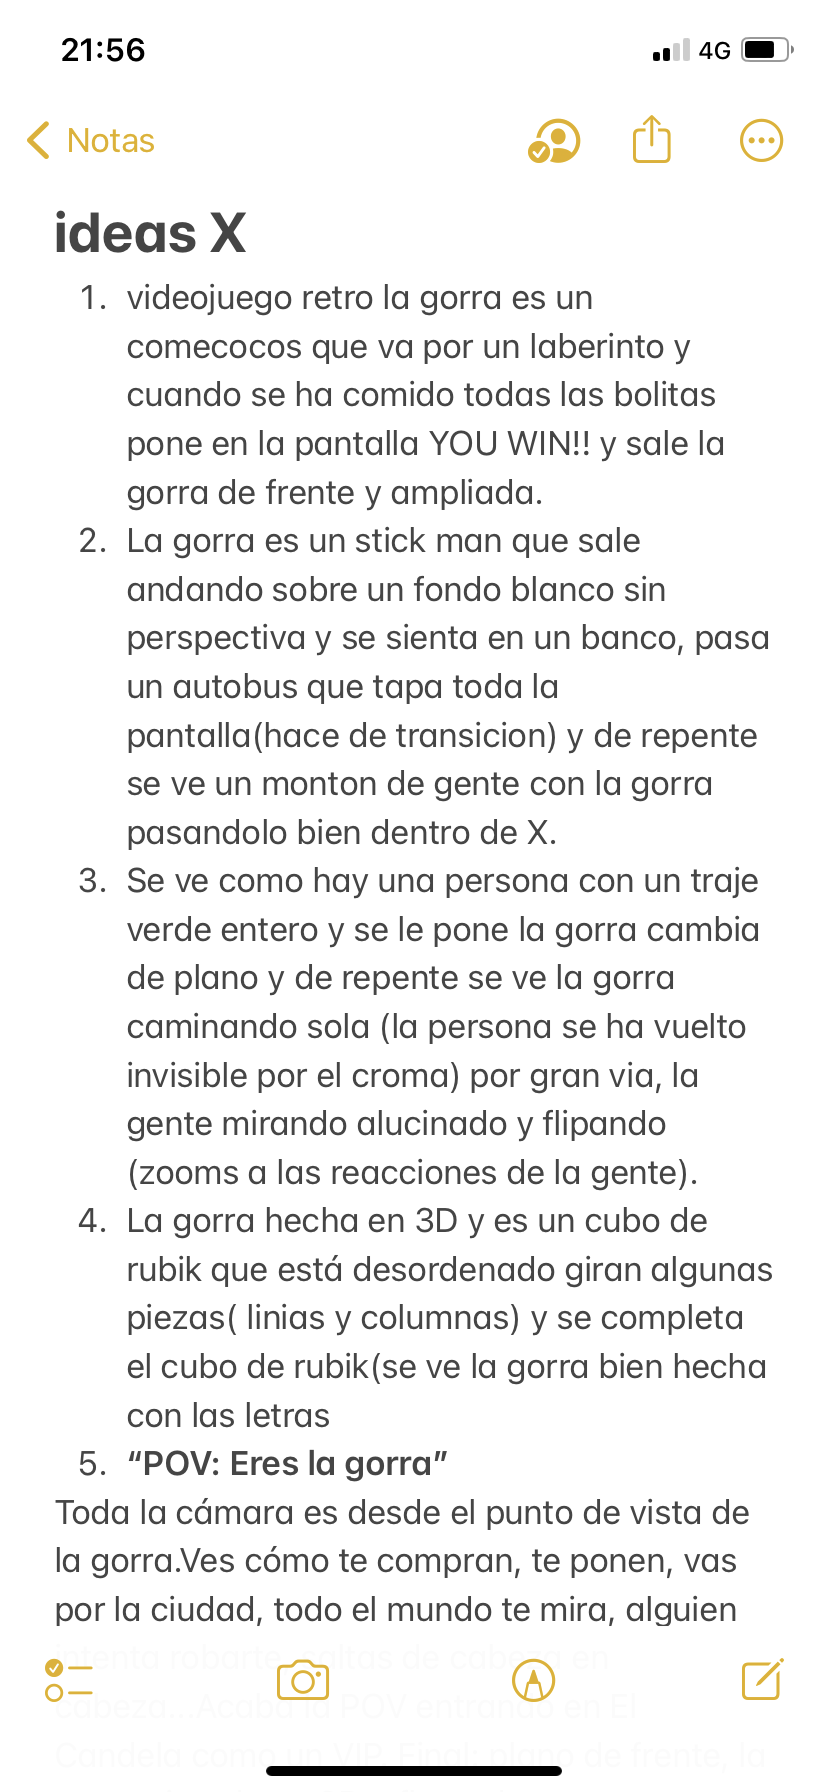 21:56
4G
Notas
ideas X
1. videojuego retro la gorra es un
comecocos que va por un laberinto y
cuando se ha comido todas las bolitas
pone en la pantalla YOU WIN!! y sale la
gorra de frente y ampliada.
2. La gorra es un stick man que sale
andando sobre un fondo blanco sin
perspectiva y se sienta en un banco, pasa
un autobus que tapa toda la
pantalla(hace de transicion) y de repente
se ve un monton de gente con la gorra
pasandolo bien dentro de X.
3. Se ve como hay una persona con un traje
verde entero y se le pone la gorra cambia
de plano y de repente se ve la gorra
caminando sola (la persona se ha vuelto
invisible por el croma) por gran via, la
gente mirando alucinado y flipando
(zooms a las reacciones de la gente).
4. La gorra hecha en 3D y es un cubo de
rubik que está desordenado giran algunas
piezas( linias y columnas) y se completa
el cubo de rubik(se ve la gorra bien hecha
con las letras
5. “POV: Eres la gorra”
Toda la cámara es desde el punto de vista de
la gorra.Ves cómo te compran, te ponen, vas
por la ciudad, todo el mundo te mira, alguien
intenta robarte, saltas de cabeza en
cabeza...Acaba la POV entrando en El
Candela como un VIP. Final: plano de frente, la